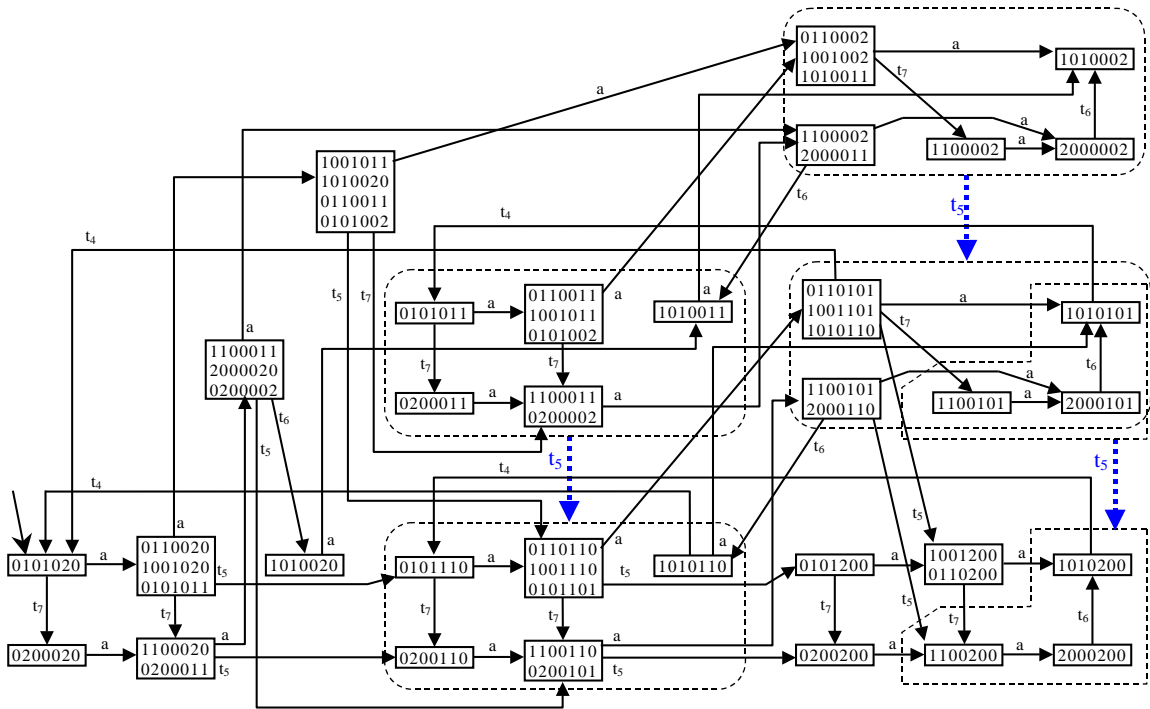 0110002
1001002
1010011
a
1010002
t7
a
t6
1100002
2000011
a
1100002
a
2000002
1001011
1010020
0110011
0101002
t6
t5
t4
t4
t5
t7
0101011
a
0110011
1001011
0101002
a
1010011
a
0110101
1001101
1010110
a
1010101
t7
a
1100011
2000020
0200002
t7
t7
t6
0200011
a
1100011
0200002
a
1100101
2000110
a
1100101
a
2000101
t6
t5
t6
t5
t5
t4
t4
0101020
a
0110020
1001020
0101011
a
t5
1010020
a
0101110
a
0110110
1001110
0101101
a
t5
1010110
a
0101200
a
1001200
0110200
t5
a
1010200
t7
t7
t7
t7
t7
t5
t7
t6
0200020
a
1100020
0200011
a
t5
0200110
a
1100110
0200101
a
t5
0200200
a
1100200
a
2000200